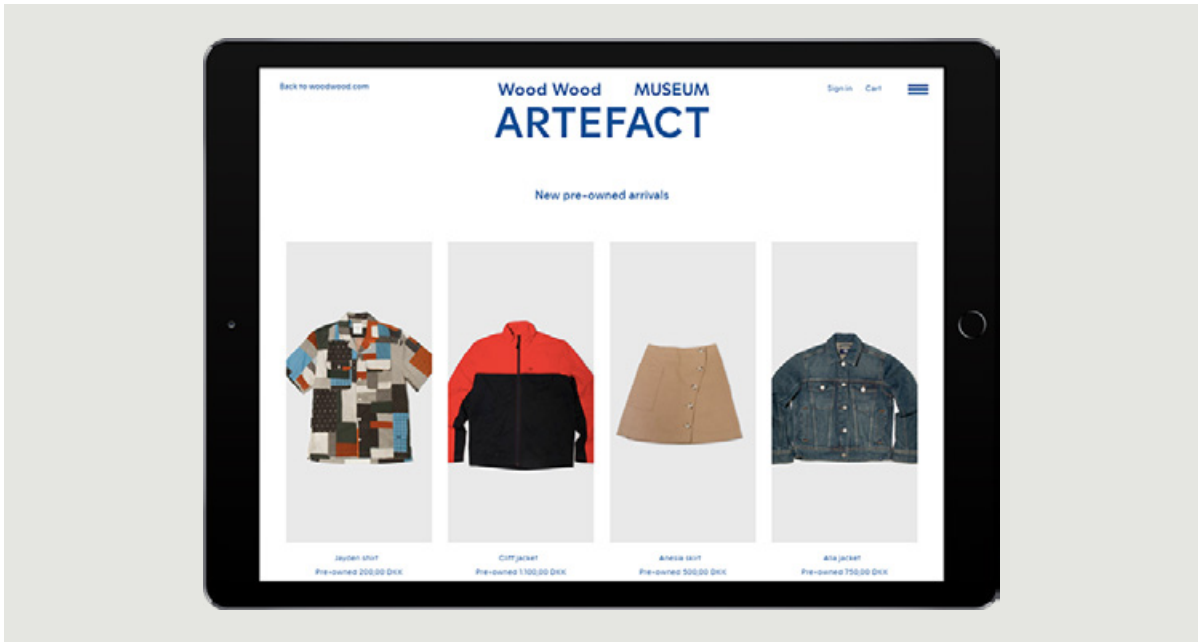 Back to woodwood.com
Wood Wood MUSEUM
Sign in Cart
ARTEFACT
New pre-owned arrivals
Jayden shirt
Cliff jacket
Anesia skirt
Alia jacket
Pre-owned 200,00 DKK
Pre-owned 1.100,00 DKK
Pre-owned 500,00 DKK
Pre-owned 750,00 DKK